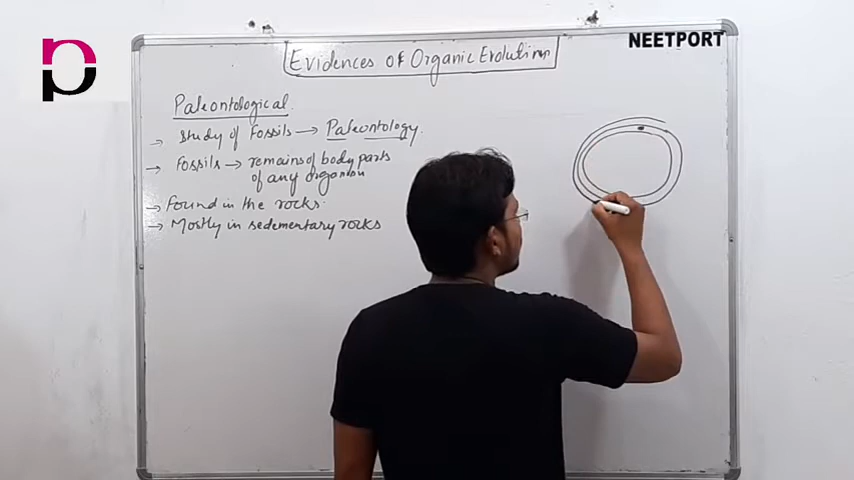 Evidences of Organic Evolution
NEETPORT
Paleontological
→ Study of Fossils → Paleontology.
→ Fossils → remains of body parts
of any organism
→ Found in the rocks.
→ Mostly in sedementary rocks